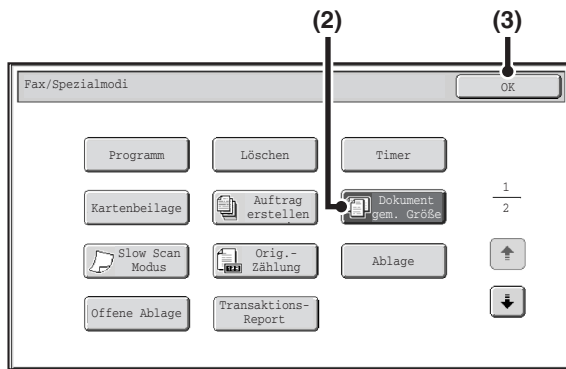 (2) (3)
Fax/Spezialmodi OK
Programm Löschen Timer
Kartenbeilage Auftrag
erstellen Dokument
gem. Größe
1
2
Slow Scan
Modus Orig.-
Zählung Ablage
Offene Ablage Transaktions-
Report